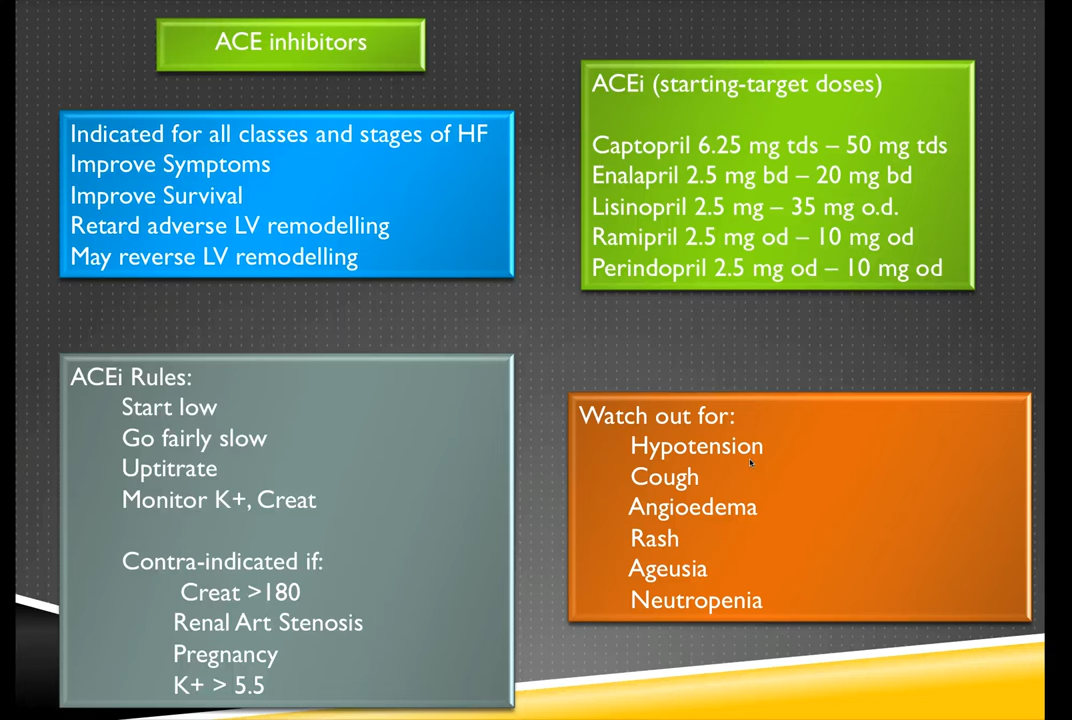 ACE inhibitors
Indicated for all classes and stages of HF
Improve Symptoms
Improve Survival
Retard adverse LV remodelling
May reverse LV remodelling
ACEi (starting-target doses)
Captopril 6.25 mg tds – 50 mg tds
Enalapril 2.5 mg bd – 20 mg bd
Lisinopril 2.5 mg – 35 mg o.d.
Ramipril 2.5 mg od – 10 mg od
Perindopril 2.5 mg od – 10 mg od
ACEi Rules:
Start low
Go fairly slow
Uptitrate
Monitor K+, Creat
Contra-indicated if:
Creat >180
Renal Art Stenosis
Pregnancy
K+ > 5.5
Watch out for:
Hypotension
Cough
Angioedema
Rash
Ageusia
Neutropenia